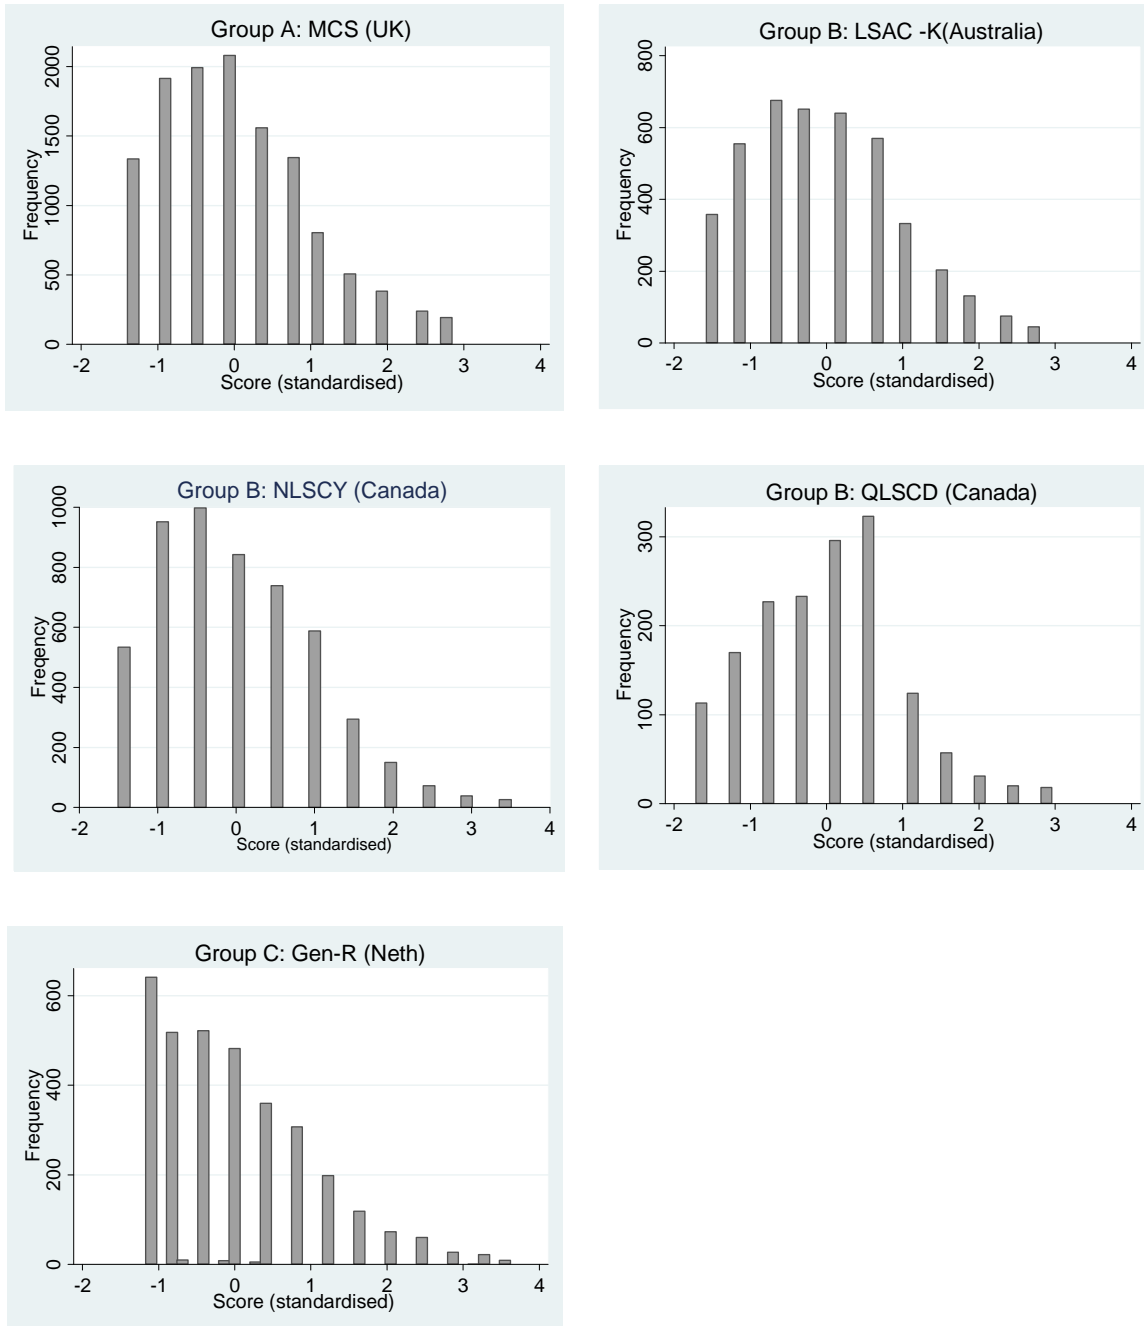 Group A: MCS (UK)
Frequency
2000
1500
1000
500
0
-2 -1 0 1 2 3 4
Score (standardised)
Group B: LSAC -K(Australia)
Frequency
800
600
400
200
0
-2 -1 0 1 2 3 4
Score (standardised)
Group B: NLSCY (Canada)
Freqency
1000
800
600
400
200
0
-2 -1 0 1 2 3 4
Score (standardised)
Group B: QLSCD (Canada)
Frequency
300
200
100
0
-2 -1 0 1 2 3 4
Score (standardised)
Group C: Gen-R (Neth)
Frequency
600
400
200
0
-2 -1 0 1 2 3 4
Score (standardised)